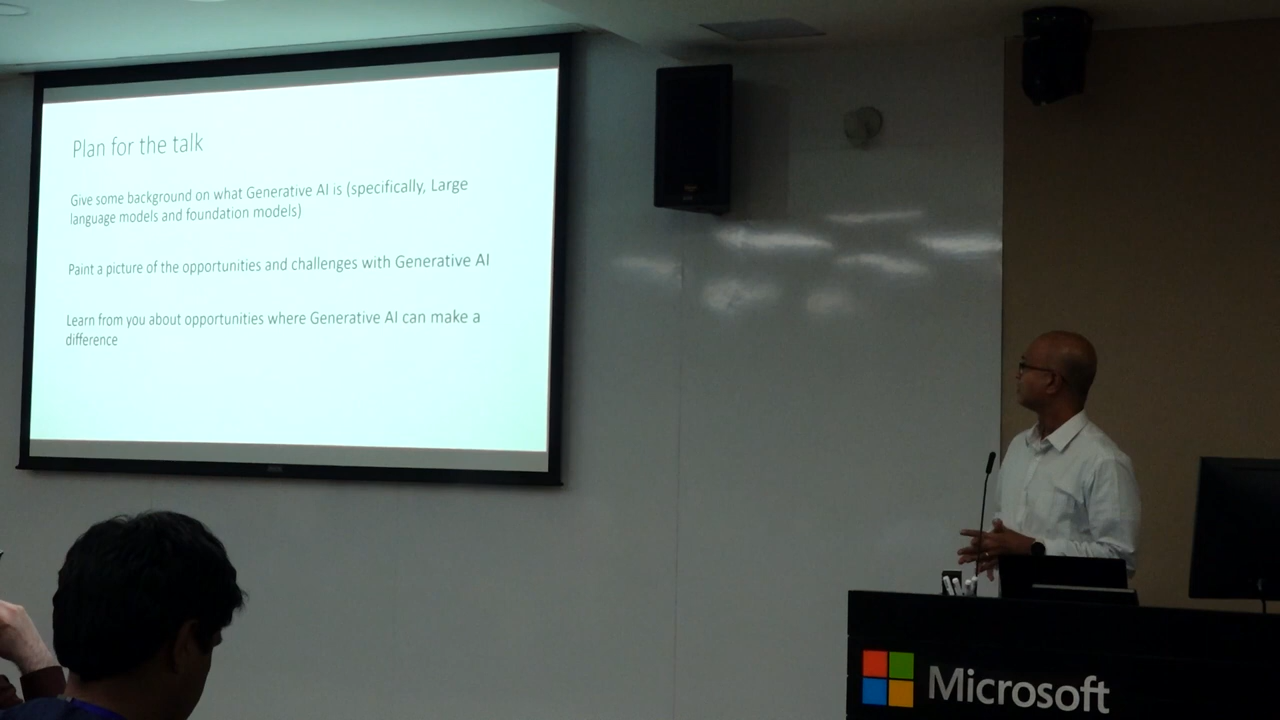 Plan for the talk
Give some background on what Generative AI is (specifically, Large
language models and foundation models)
Paint a picture of the opportunities and challenges with Generative AI
Learn from you about opportunities where Generative AI can make a
difference
Microsoft